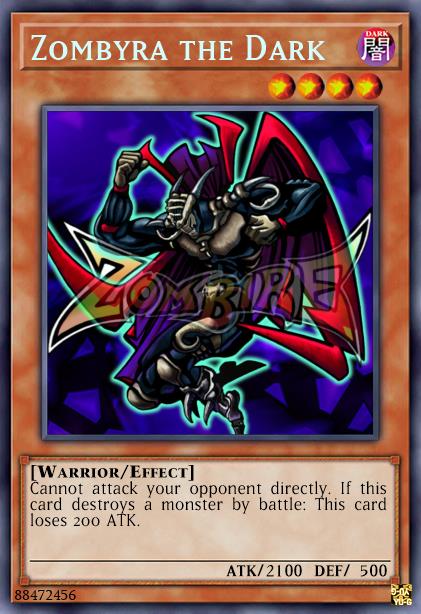 Zombyra the Dark
DARK
闇
ZOMBIRE
[Warrior/Effect]
Cannot attack your opponent directly. If this
card destroys a monster by battle: This card
loses 200 ATK.
ATK/2100 DEF/ 500
88472456